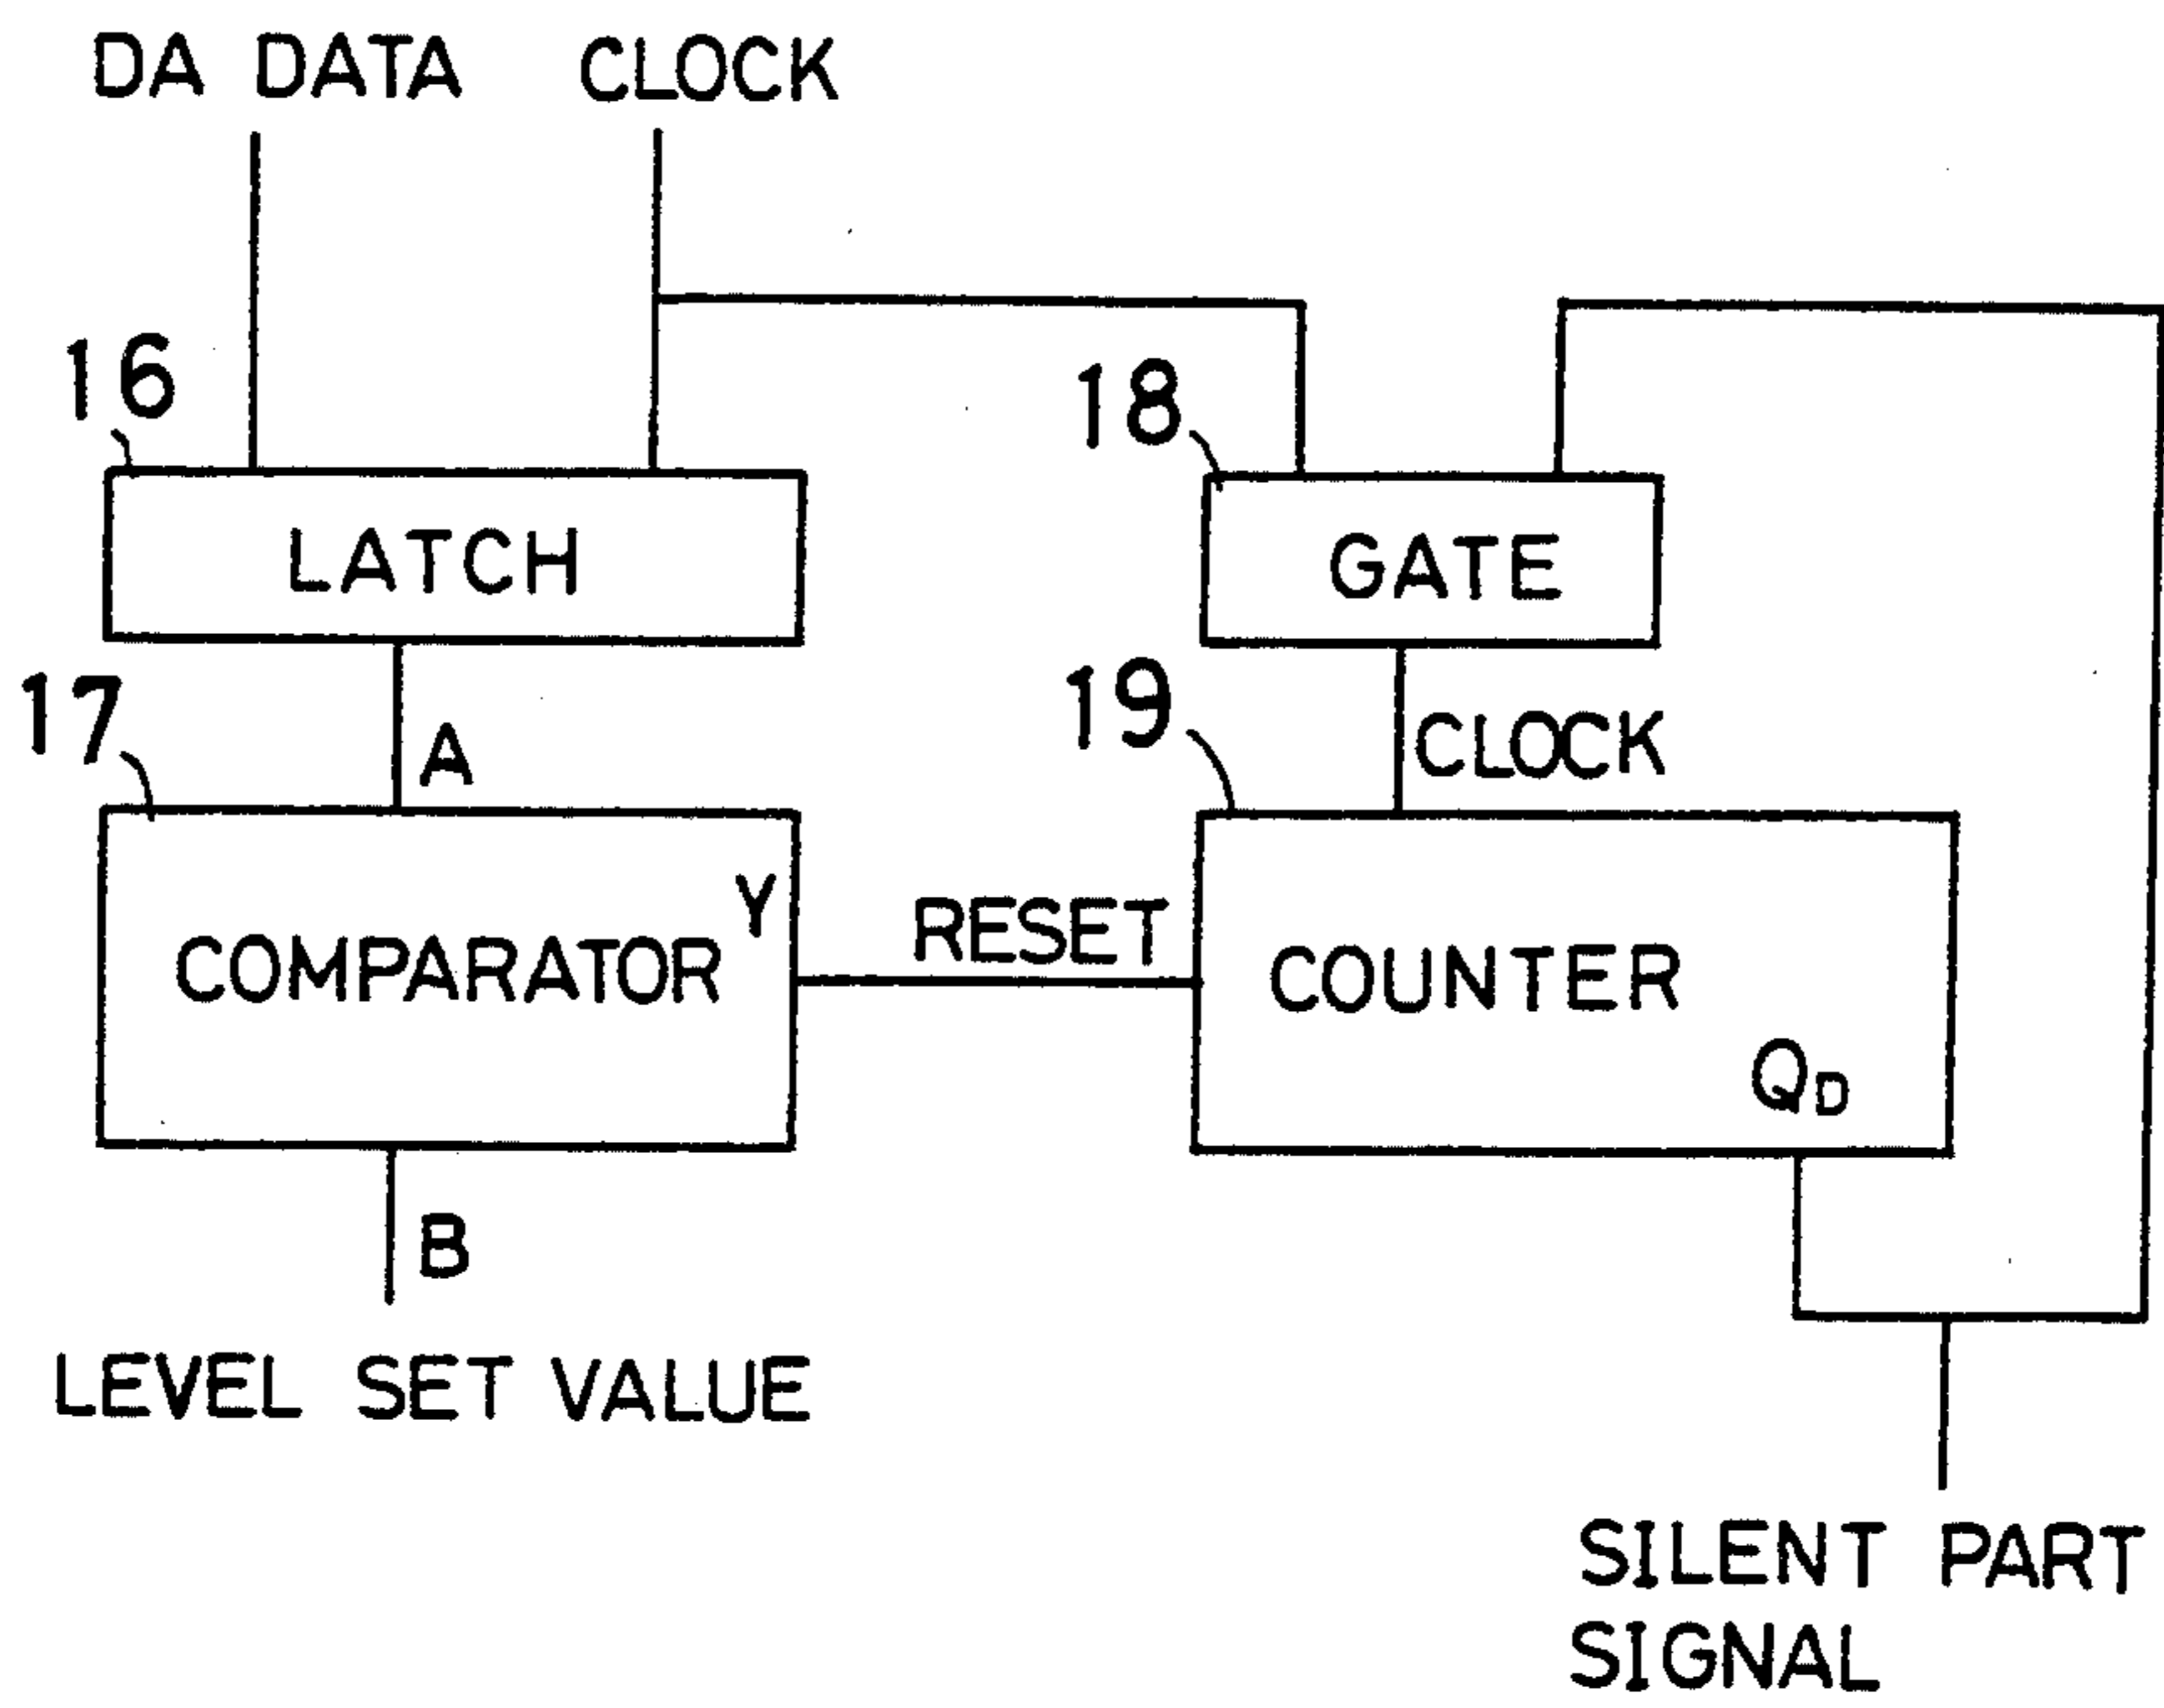 DA DATA CLOCK
16
18
LATCH
GATE
17
19
A
CLOCK
Y
RESET
COMPARATOR
COUNTER
QD
B
LEVEL SET VALUE
SILENT PART
SIGNAL